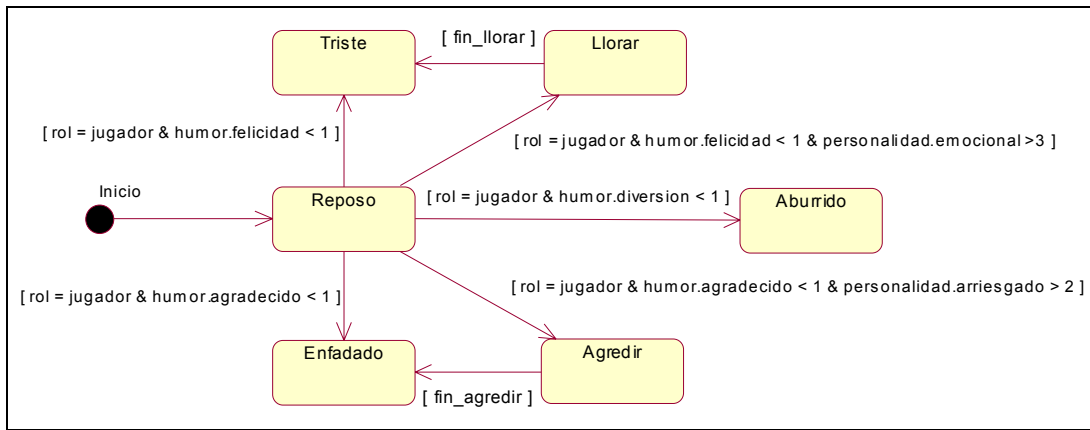 Triste
[ fin_llorar ]
Llorar
[ rol = jugador & humor.felicidad < 1 ]
[ rol = jugador & humor.felicidad < 1 & personalidad.emocional >3 ]
Inicio
Reposo
[ rol = jugador & humor.diversion < 1 ]
Aburrido
[ rol = jugador & humor.agradecido < 1 ]
[ rol = jugador & humor.agradecido < 1 & personalidad.arriesgado > 2 ]
Enfadado
[ fin_agredir ]
Agredir